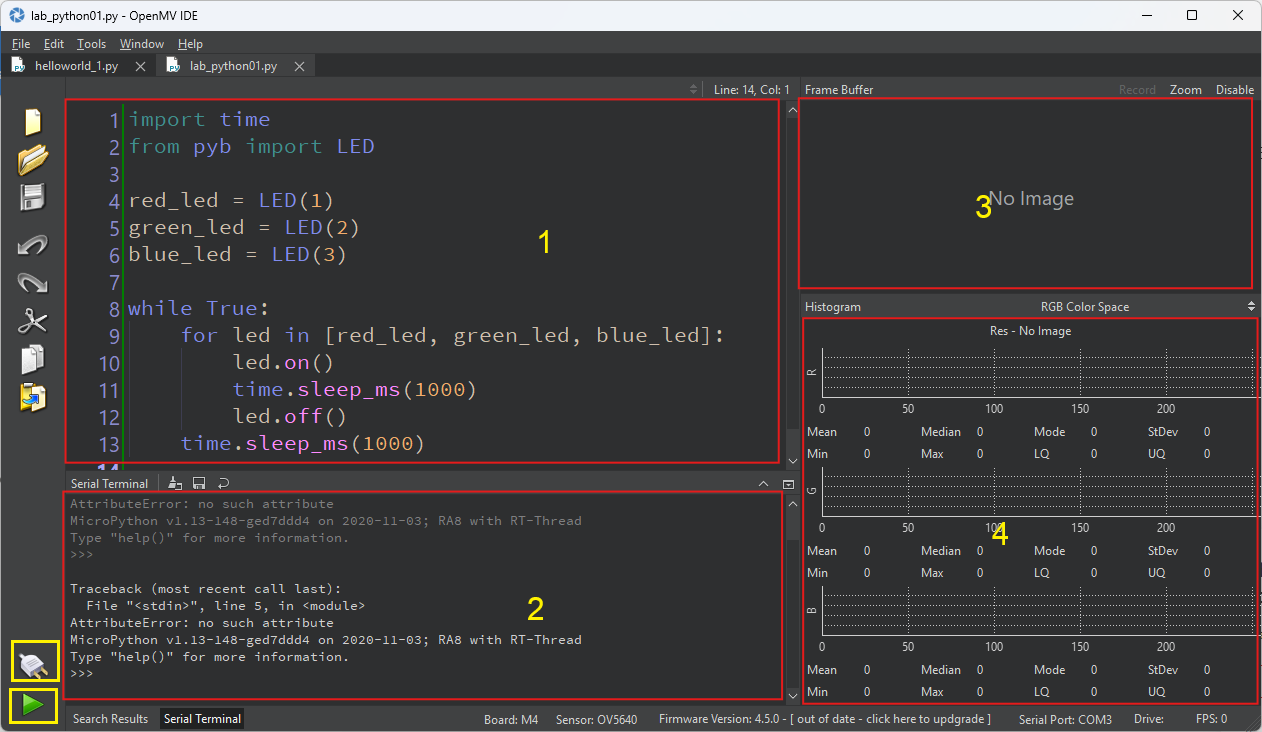 lab_python01.py - OpenMV IDE
File Edit Tools Window Help
helloworld_1.py lab_python01.py
Line: 14, Col: 1
1 import time
2 from pyb import LED
3
4 red_led = LED(1)
5 green_led = LED(2)
6 blue_led = LED(3)
7
8 while True:
9 for led in [red_led, green_led, blue_led]:
10 led.on()
11 time.sleep_ms(1000)
12 led.off()
13 time.sleep_ms(1000)
14
1
Serial Terminal
AttributeError: no such attribute
MicroPython v1.13-148-ged7ddd4 on 2020-11-03; RA8 with RT-Thread
Type "help()" for more information.
>>>
Traceback (most recent call last):
File "<stdin>", line 5, in <module>
AttributeError: no such attribute
MicroPython v1.13-148-ged7ddd4 on 2020-11-03; RA8 with RT-Thread
Type "help()" for more information.
>>>
2
Frame Buffer Record Zoom Disable
No Image
3
Histogram RGB Color Space
Res - No Image
R
0 50 100 150 200
Mean 0 Median 0 Mode 0 StDev 0
Min 0 Max 0 LQ 0 UQ 0
G
0 50 100 150 200
4
Mean 0 Median 0 Mode 0 StDev 0
Min 0 Max 0 LQ 0 UQ 0
B
0 50 100 150 200
Mean 0 Median 0 Mode 0 StDev 0
Min 0 Max 0 LQ 0 UQ 0
Search Results Serial Terminal Board: M4 Sensor: OV5640 Firmware Version: 4.5.0 - [ out of date - click here to updgrade ] Serial Port: COM3 Drive: FPS: 0